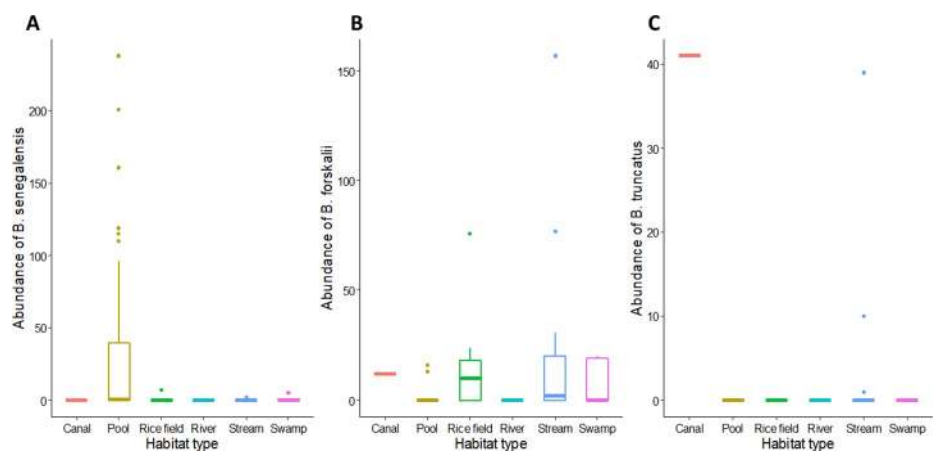 A
Abundance of B. senegalensis
200
150
100
50
0
Canal Pool Rice field River Stream Swamp
Habitat type
B
Abundance of B. forskalii
150
100
50
0
Canal Pool Rice field River Stream Swamp
Habitat type
C
Abundance of B. truncatus
40
30
20
10
0
Canal Pool Rice field River Stream Swamp
Habitat type